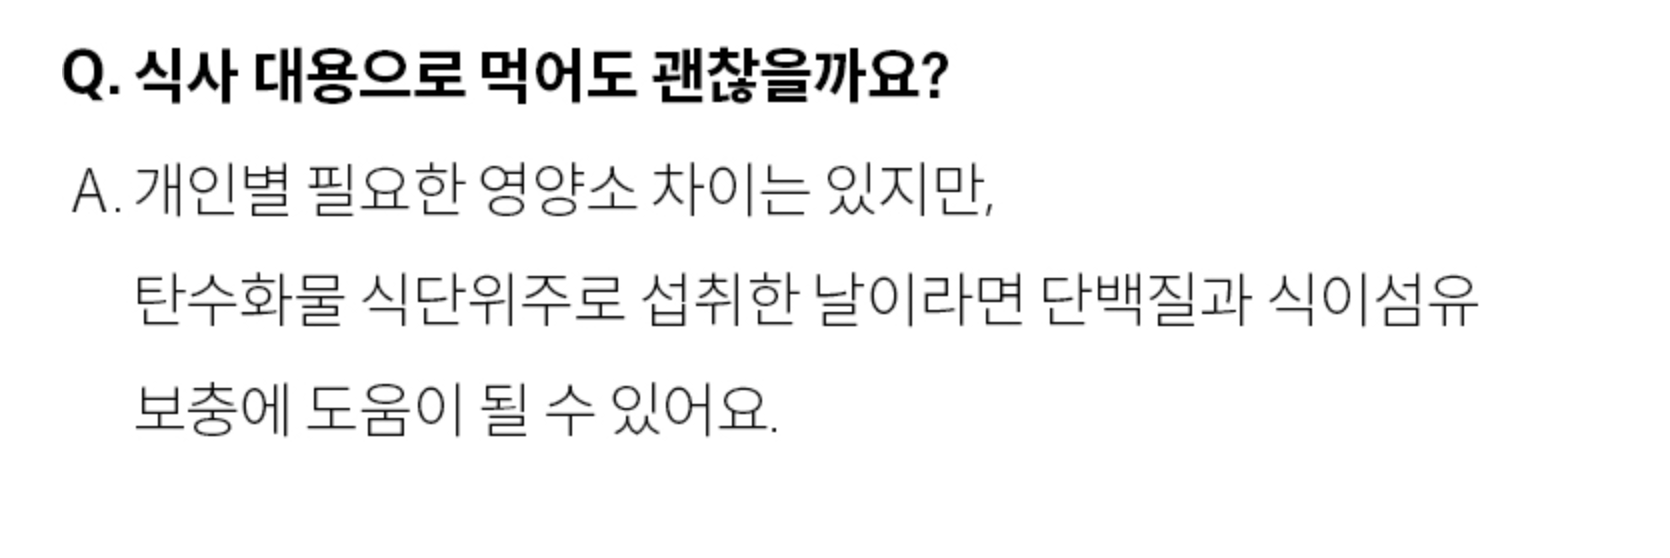 Q. 식사 대용으로 먹어도 괜찮을까요?
A. 개인별 필요한 영양소 차이는 있지만,
탄수화물 식단위주로 섭취한 날이라면 단백질과 식이섬유
보충에 도움이 될 수 있어요.